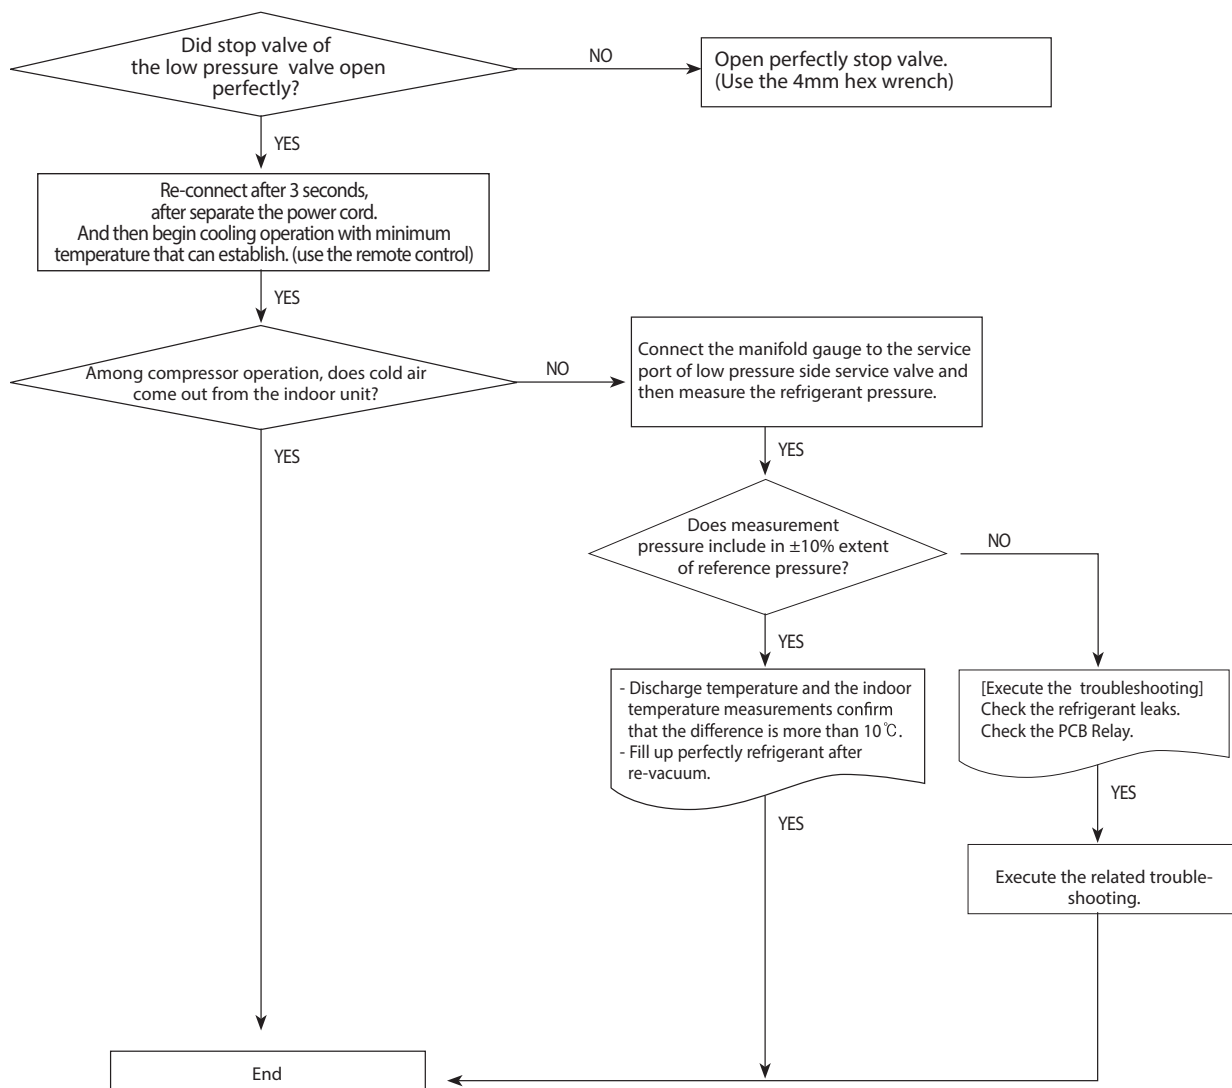 Did stop valve of
the low pressure valve open
perfectly?
NO
Open perfectly stop valve.
(Use the 4mm hex wrench)
YES
Re-connect after 3 seconds,
after separate the power cord.
And then begin cooling operation with minimum
temperature that can establish. (use the remote control)
YES
Among compressor operation, does cold air
come out from the indoor unit?
NO
Connect the manifold gauge to the service
port of low pressure side service valve and
then measure the refrigerant pressure.
YES
YES
Does measurement
pressure include in ±10% extent
of reference pressure?
NO
YES
- Discharge temperature and the indoor
temperature measurements confirm
that the difference is more than 10℃.
- Fill up perfectly refrigerant after
re-vacuum.
[Execute the troubleshooting]
Check the refrigerant leaks.
Check the PCB Relay.
YES
YES
Execute the related trouble-
shooting.
End